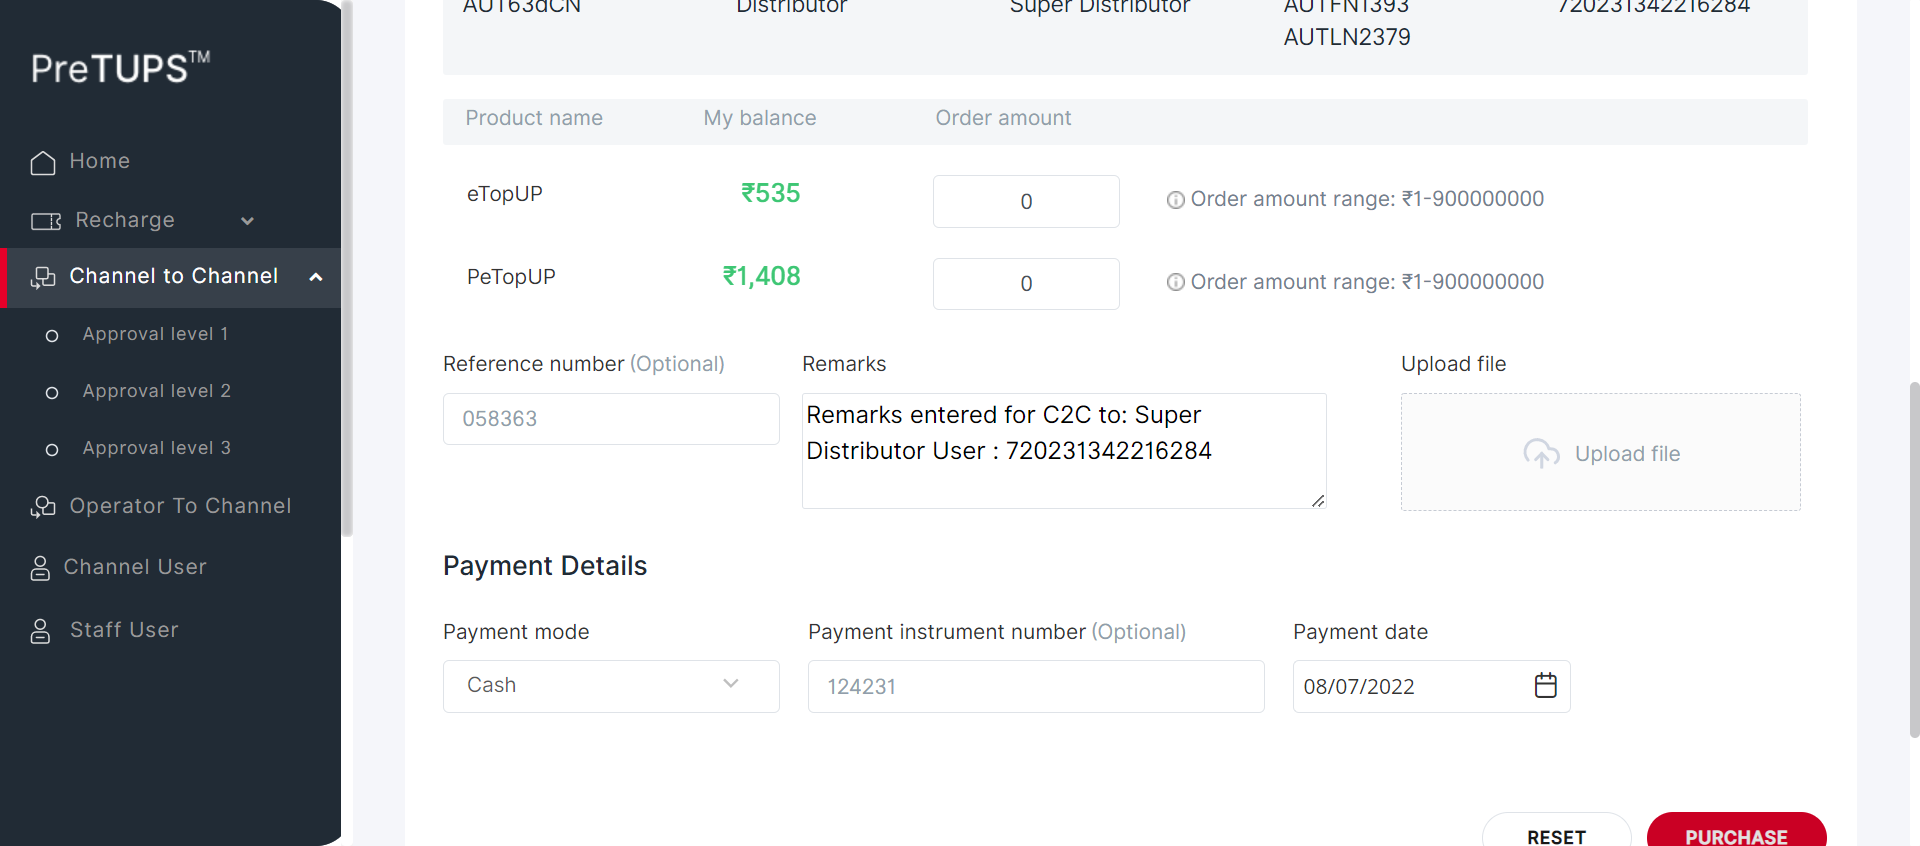 PreTUPS™
Home
Recharge
Channel to Channel
Approval level 1
Approval level 2
Approval level 3
Operator To Channel
Channel User
Staff User
AUT63dCN Distributor Super Distributor AUTFN1393 720231342216284
AUTLN2379
Product name My balance Order amount
eTopUP ₹535 0 Order amount range: ₹1-900000000
PeTopUP ₹1,408 0 Order amount range: ₹1-900000000
Reference number (Optional) Remarks Upload file
058363
Remarks entered for C2C to: Super
Distributor User : 720231342216284
Upload file
Payment Details
Payment mode Payment instrument number (Optional) Payment date
Cash 124231 08/07/2022
RESET PURCHASE